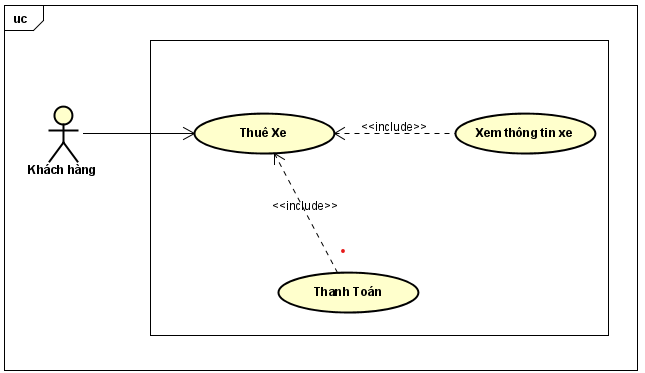 uc
Thuê Xe
<<include>>
Xem thông tin xe
Khách hàng
<<include>>
Thanh Toán